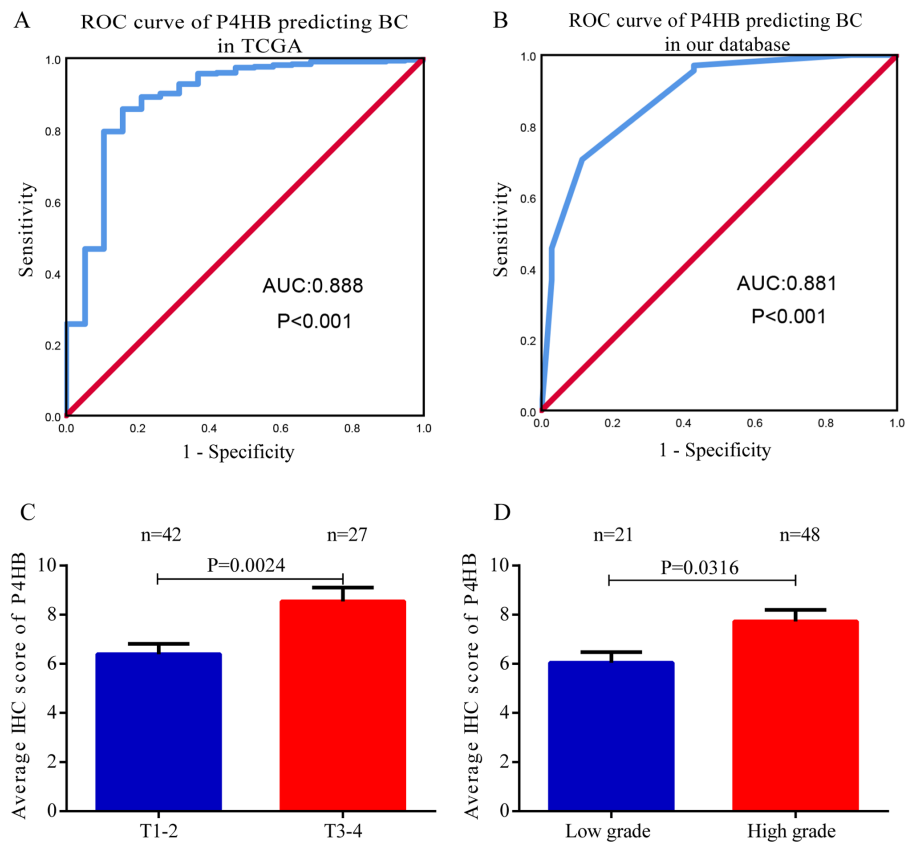 A
ROC curve of P4HB predicting BC
in TCGA
1.0
0.8
0.6
0.4
0.2
0.0
Sensitivity
AUC:0.888
P<0.001
0.0 0.2 0.4 0.6 0.8 1.0
1 - Specificity
B
ROC curve of P4HB predicting BC
in our database
1.0
0.8
0.6
0.4
0.2
0.0
Sensitivity
AUC:0.881
P<0.001
0.0 0.2 0.4 0.6 0.8 1.0
1 - Specificity
C
n=42 n=27
P=0.0024
Average IHC score of P4HB
10
8
6
4
2
0
T1-2 T3-4
D
n=21 n=48
P=0.0316
Average IHC score of P4HB
10
8
6
4
2
0
Low grade High grade